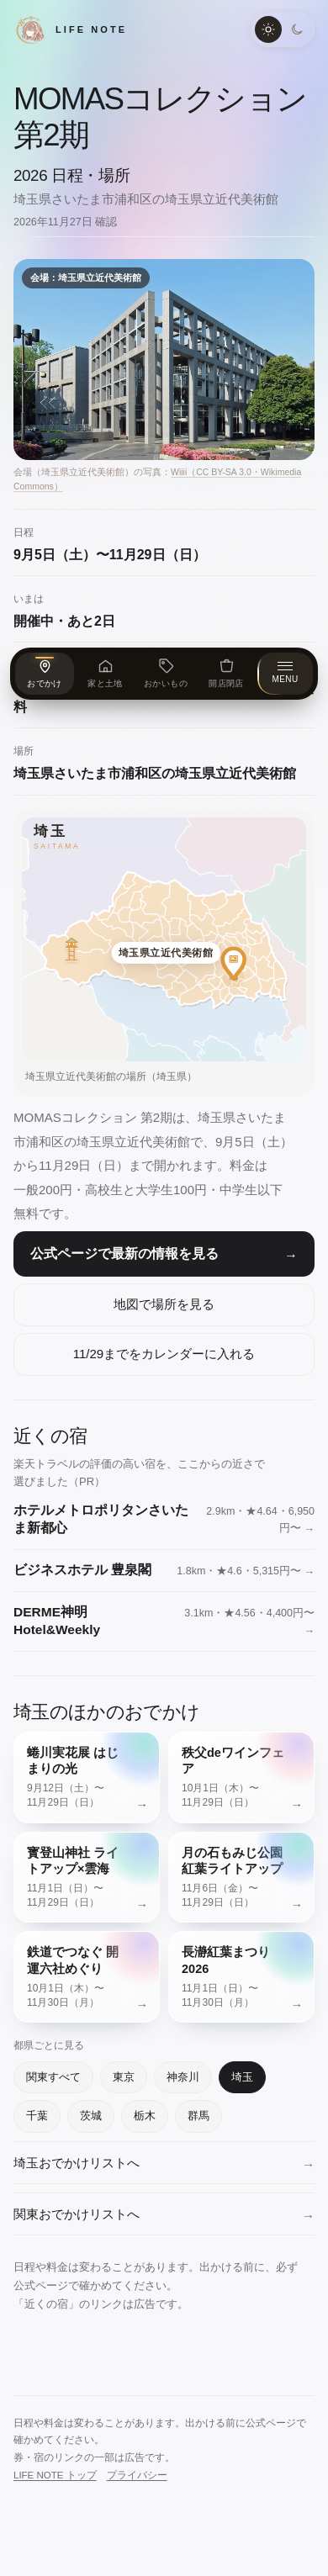 LIFE NOTE
MOMASコレクション
第2期
2026 日程・場所
埼玉県さいたま市浦和区の埼玉県立近代美術館
2026年11月27日 確認
会場：埼玉県立近代美術館
会場（埼玉県立近代美術館）の写真：Wiiii（CC BY-SA 3.0・Wikimedia
Commons）
日程
9月5日（土）〜11月29日（日）
いまは
開催中・あと2日
おでかけ
家と土地
おかいもの
開店閉店
MENU
料
場所
埼玉県さいたま市浦和区の埼玉県立近代美術館
埼玉
SAITAMA
埼玉県立近代美術館
埼玉県立近代美術館の場所（埼玉県）
MOMASコレクション 第2期は、埼玉県さいたま
市浦和区の埼玉県立近代美術館で、9月5日（土）
から11月29日（日）まで開かれます。料金は
一般200円・高校生と大学生100円・中学生以下
無料です。
公式ページで最新の情報を見る →
地図で場所を見る
11/29までをカレンダーに入れる
近くの宿
楽天トラベルの評価の高い宿を、ここからの近さで
選びました（PR）
ホテルメトロポリタンさいた
ま新都心
2.9km・★4.64・6,950
円〜 →
ビジネスホテル 豊泉閣
1.8km・★4.6・5,315円〜 →
DERME神明
Hotel&Weekly
3.1km・★4.56・4,400円〜
→
埼玉のほかのおでかけ
蜷川実花展 はじ
まりの光
9月12日（土）〜
11月29日（日） →
秩父deワインフェ
ア
10月1日（木）〜
11月29日（日） →
寳登山神社 ライ
トアップ×雲海
11月1日（日）〜
11月29日（日） →
月の石もみじ公園
紅葉ライトアップ
11月6日（金）〜
11月29日（日） →
鉄道でつなぐ 開
運六社めぐり
10月1日（木）〜
11月30日（月） →
長瀞紅葉まつり
2026
11月1日（日）〜
11月30日（月） →
都県ごとに見る
関東すべて
東京
神奈川
埼玉
千葉
茨城
栃木
群馬
埼玉おでかけリストへ →
関東おでかけリストへ →
日程や料金は変わることがあります。出かける前に、必ず
公式ページで確かめてください。
「近くの宿」のリンクは広告です。
日程や料金は変わることがあります。出かける前に公式ページで
確かめてください。
券・宿のリンクの一部は広告です。
LIFE NOTE トップ プライバシー